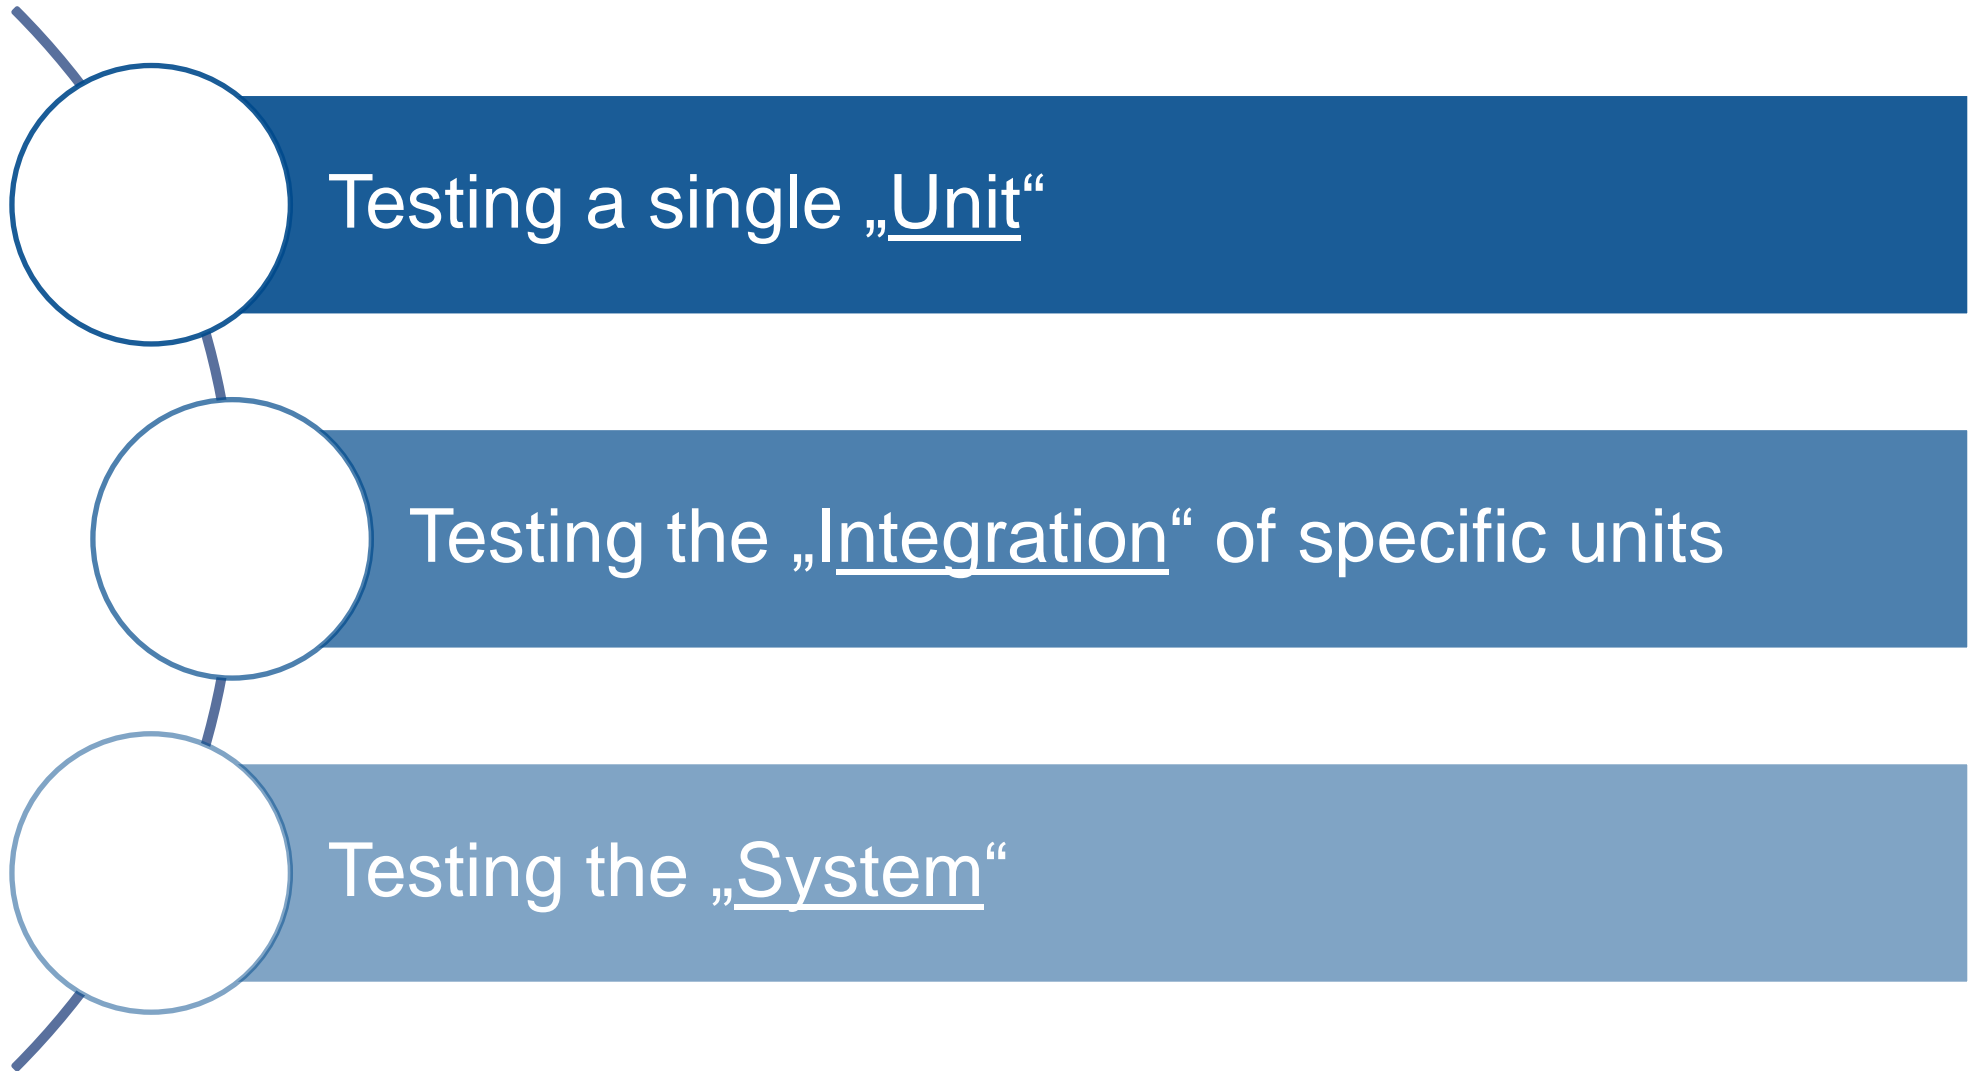 Testing a single „Unit“
Testing the „Integration“ of specific units
Testing the „System“